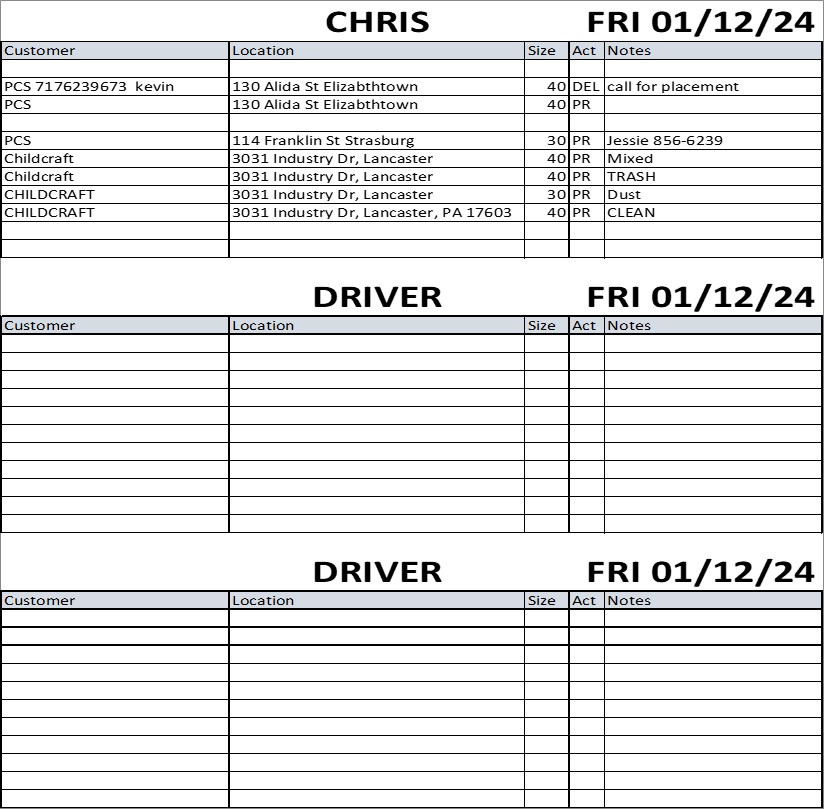 CHRIS FRI 01/12/24
Customer Location Size Act Notes
PCS 7176239673 kevin 130 Alida St Elizabthtown 40 DEL call for placement
PCS 130 Alida St Elizabthtown 40 PR
PCS 114 Franklin St Strasburg 30 PR Jessie 856-6239
Childcraft 3031 Industry Dr, Lancaster 40 PR Mixed
Childcraft 3031 Industry Dr, Lancaster 40 PR TRASH
CHILDCRAFT 3031 Industry Dr, Lancaster 30 PR Dust
CHILDCRAFT 3031 Industry Dr, Lancaster, PA 17603 40 PR CLEAN
DRIVER FRI 01/12/24
Customer Location Size Act Notes
DRIVER FRI 01/12/24
Customer Location Size Act Notes